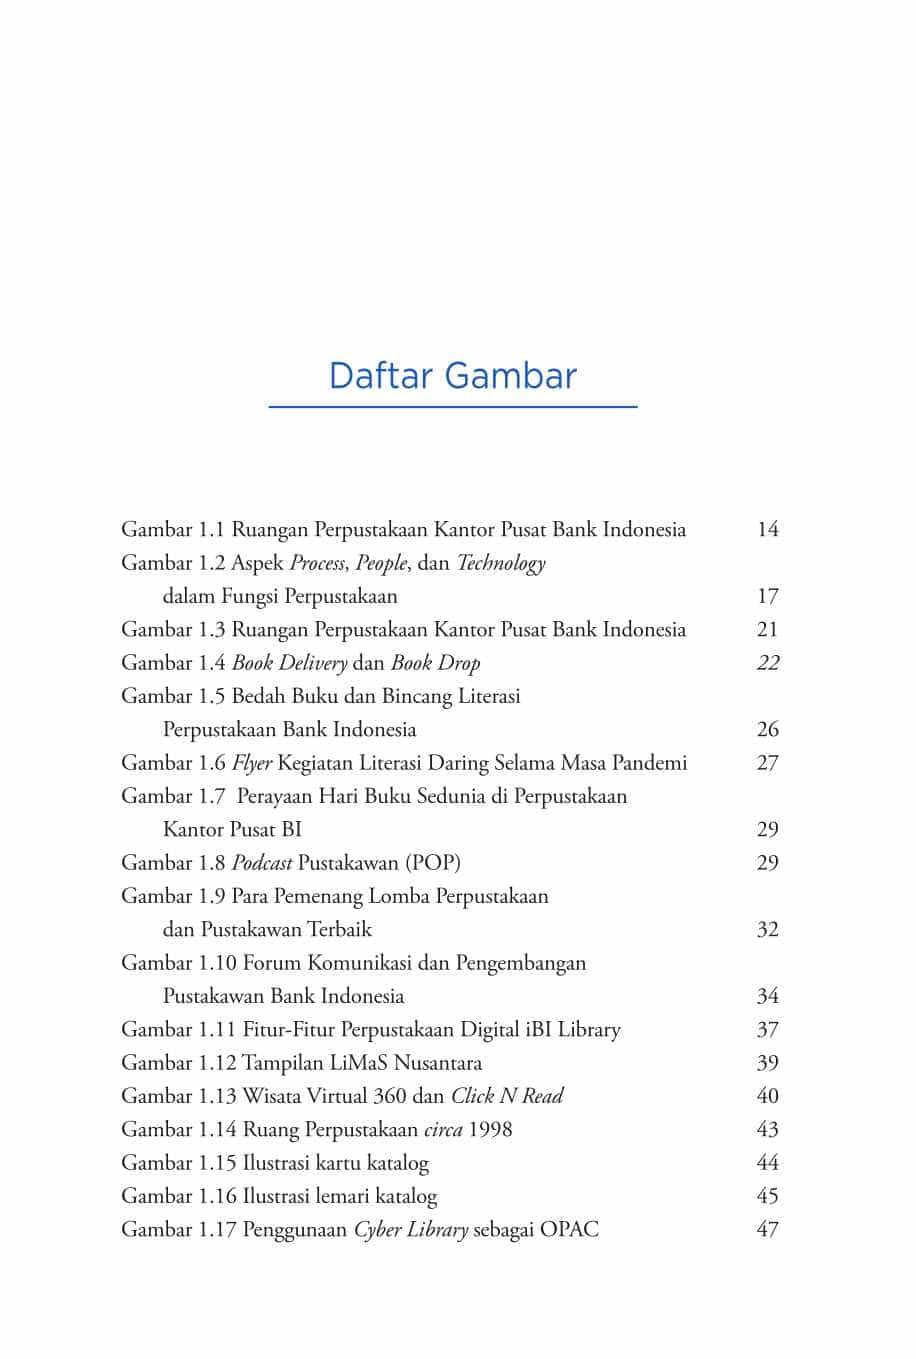 Daftar Gambar
Gambar 1.1 Ruangan Perpustakaan Kantor Pusat Bank Indonesia 14
Gambar 1.2 Aspek Process, People, dan Technology
dalam Fungsi Perpustakaan 17
Gambar 1.3 Ruangan Perpustakaan Kantor Pusat Bank Indonesia 21
Gambar 1.4 Book Delivery dan Book Drop 22
Gambar 1.5 Bedah Buku dan Bincang Literasi
Perpustakaan Bank Indonesia 26
Gambar 1.6 Flyer Kegiatan Literasi Daring Selama Masa Pandemi 27
Gambar 1.7 Perayaan Hari Buku Sedunia di Perpustakaan
Kantor Pusat BI 29
Gambar 1.8 Podcast Pustakawan (POP) 29
Gambar 1.9 Para Pemenang Lomba Perpustakaan
dan Pustakawan Terbaik 32
Gambar 1.10 Forum Komunikasi dan Pengembangan
Pustakawan Bank Indonesia 34
Gambar 1.11 Fitur-Fitur Perpustakaan Digital iBI Library 37
Gambar 1.12 Tampilan LiMaS Nusantara 39
Gambar 1.13 Wisata Virtual 360 dan Click N Read 40
Gambar 1.14 Ruang Perpustakaan circa 1998 43
Gambar 1.15 Ilustrasi kartu katalog 44
Gambar 1.16 Ilustrasi lemari katalog 45
Gambar 1.17 Penggunaan Cyber Library sebagai OPAC 47